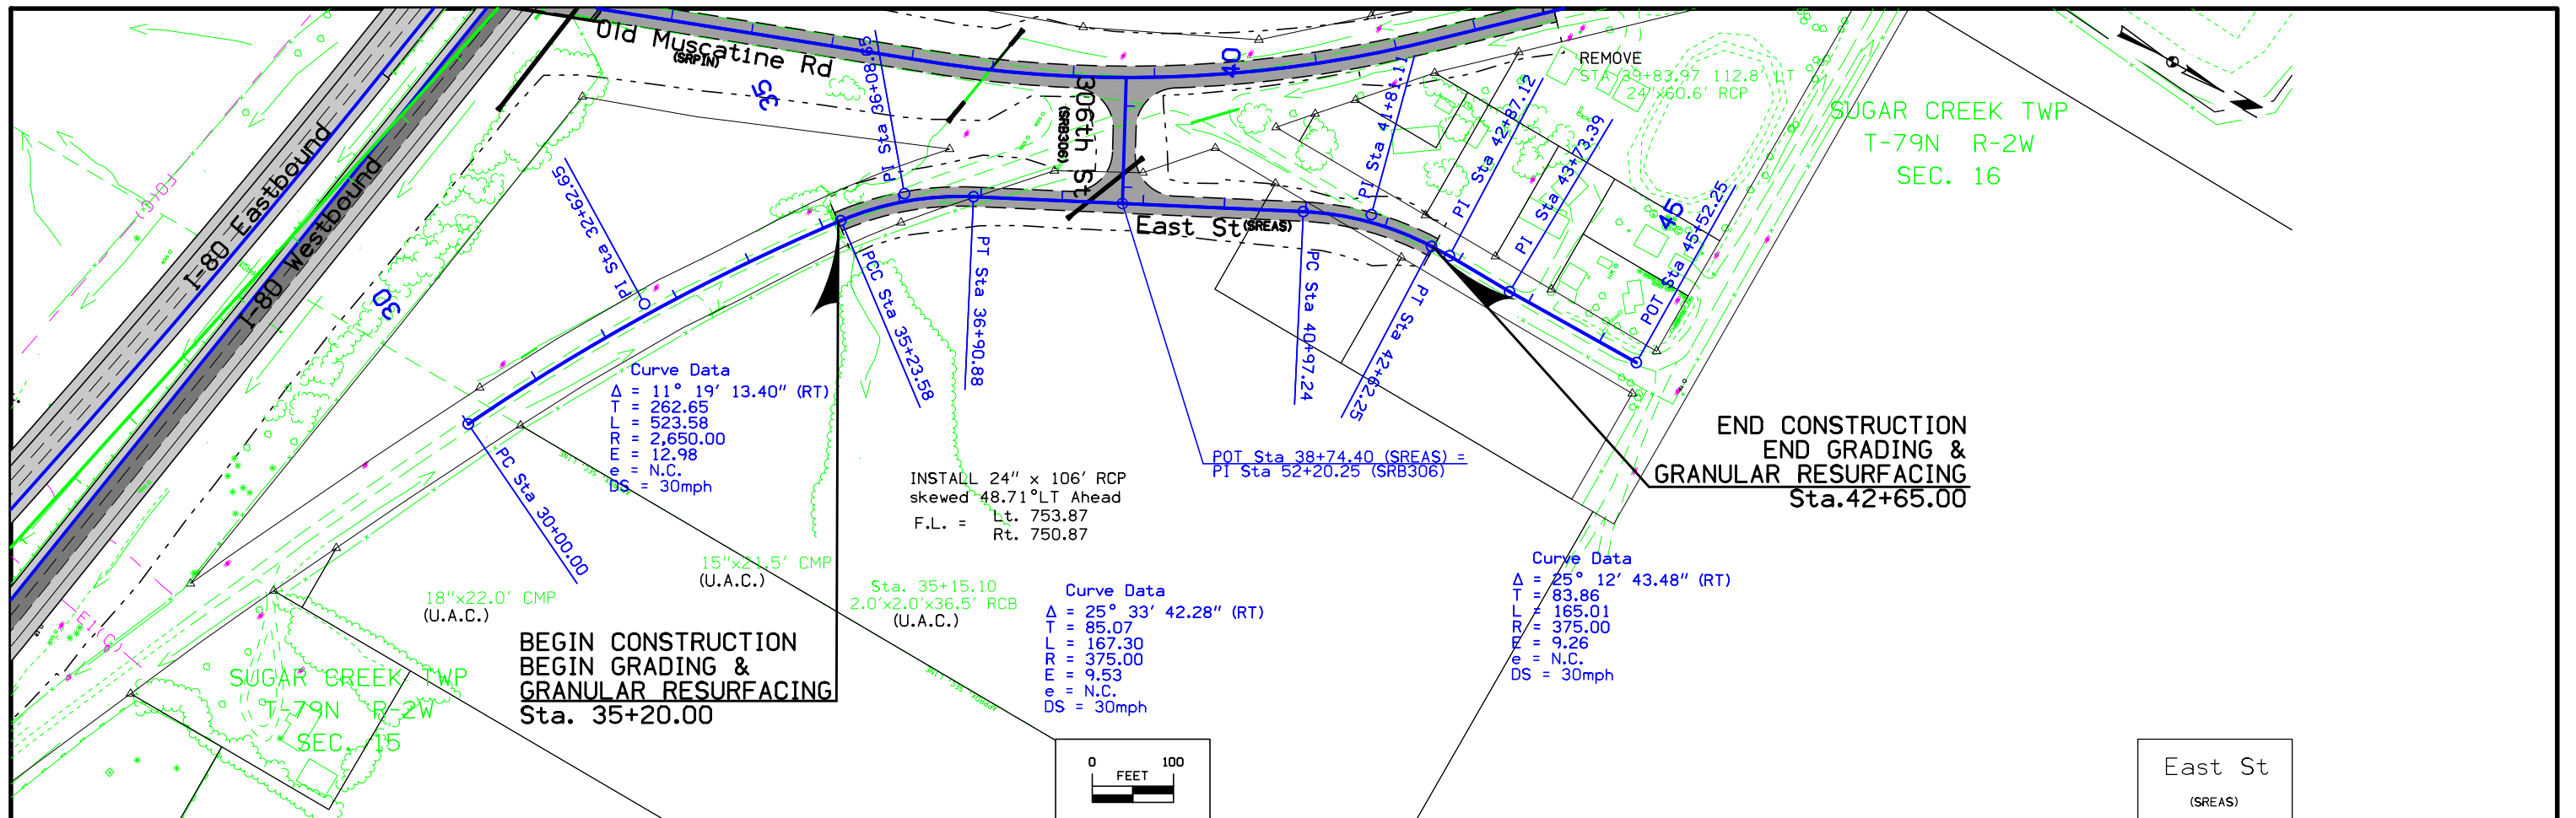 Old Muscatine Rd
(SRPIN)
35
40
PI Sta 36+08.65
306th St
(SRB306)
PI Sta 41+81.11
PI Sta 42+87.12
PI Sta 43+73.39
REMOVE
STA 39+83.97 112.8' LT
24"x60.6' RCP
SUGAR CREEK TWP
T-79N R-2W
SEC. 16
45
POT Sta 45+52.25
I-80 Eastbound
I-80 Westbound
30
PI Sta 32+62.65
East St (SREAS)
PCC Sta 35+23.58
PT Sta 36+90.88
PC Sta 40+97.24
PT Sta 42+62.25
PC Sta 30+00.00
Curve Data
Δ = 11° 19' 13.40" (RT)
T = 262.65
L = 523.58
R = 2,650.00
E = 12.98
e = N.C.
DS = 30mph
INSTALL 24" x 106' RCP
skewed 48.71°LT Ahead
F.L. = Lt. 753.87
Rt. 750.87
POT Sta 38+74.40 (SREAS) =
PI Sta 52+20.25 (SRB306)
END CONSTRUCTION
END GRADING &
GRANULAR RESURFACING
Sta.42+65.00
15"x21.5' CMP
(U.A.C.)
18"x22.0' CMP
(U.A.C.)
Sta. 35+15.10
2.0'x2.0'x36.5' RCB
(U.A.C.)
Curve Data
Δ = 25° 33' 42.28" (RT)
T = 85.07
L = 167.30
R = 375.00
E = 9.53
e = N.C.
DS = 30mph
Curve Data
Δ = 25° 12' 43.48" (RT)
T = 83.86
L = 165.01
R = 375.00
E = 9.26
e = N.C.
DS = 30mph
BEGIN CONSTRUCTION
BEGIN GRADING &
GRANULAR RESURFACING
Sta. 35+20.00
SUGAR CREEK TWP
T-79N R-2W
SEC. 15
E1(C)
APPROX. SEC. LINE
0 100
FEET
East St
(SREAS)